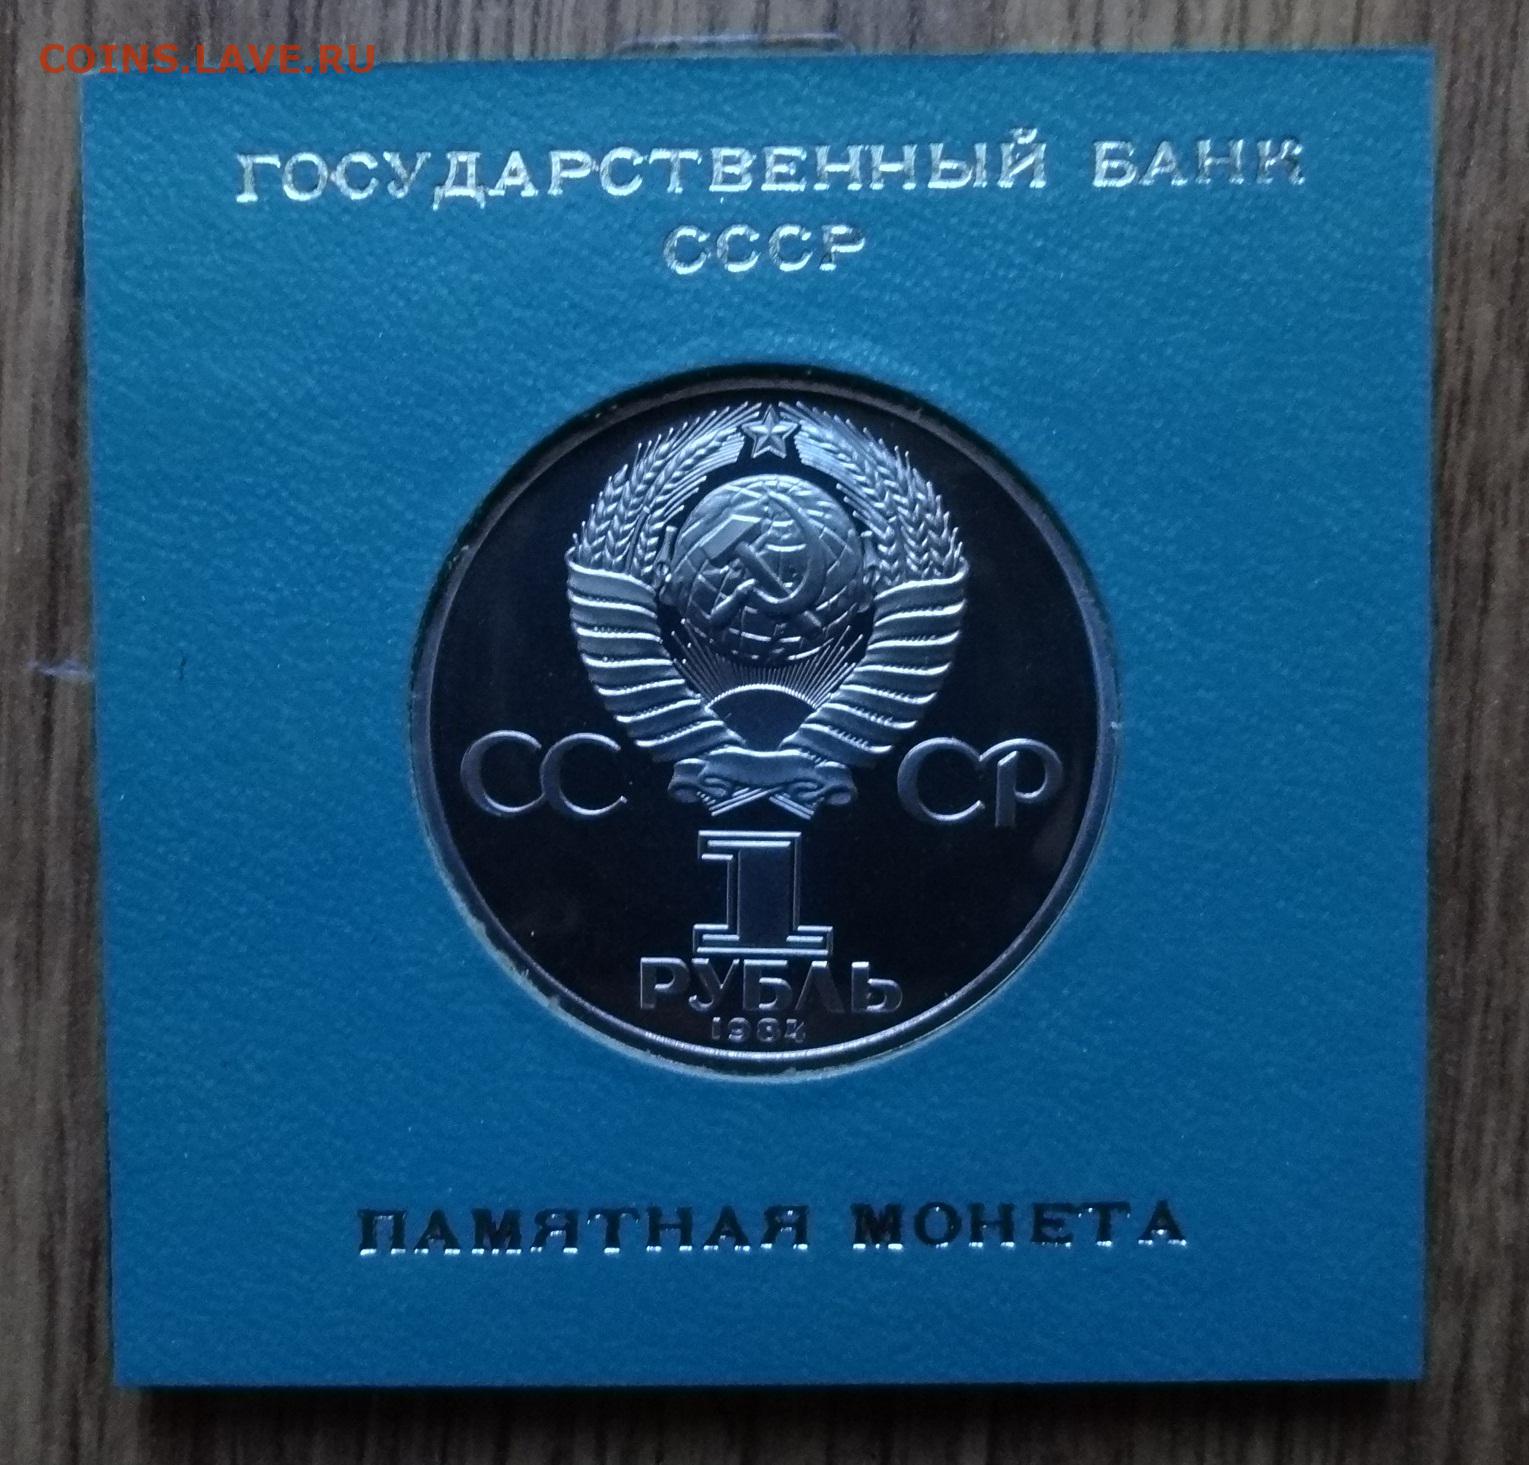 COINS.LAVE.RU
ГОСУДАРСТВЕННЫЙ БАНК
СССР
СС СР
1
РУБЛЬ
1984
ПАМЯТНАЯ МОНЕТА